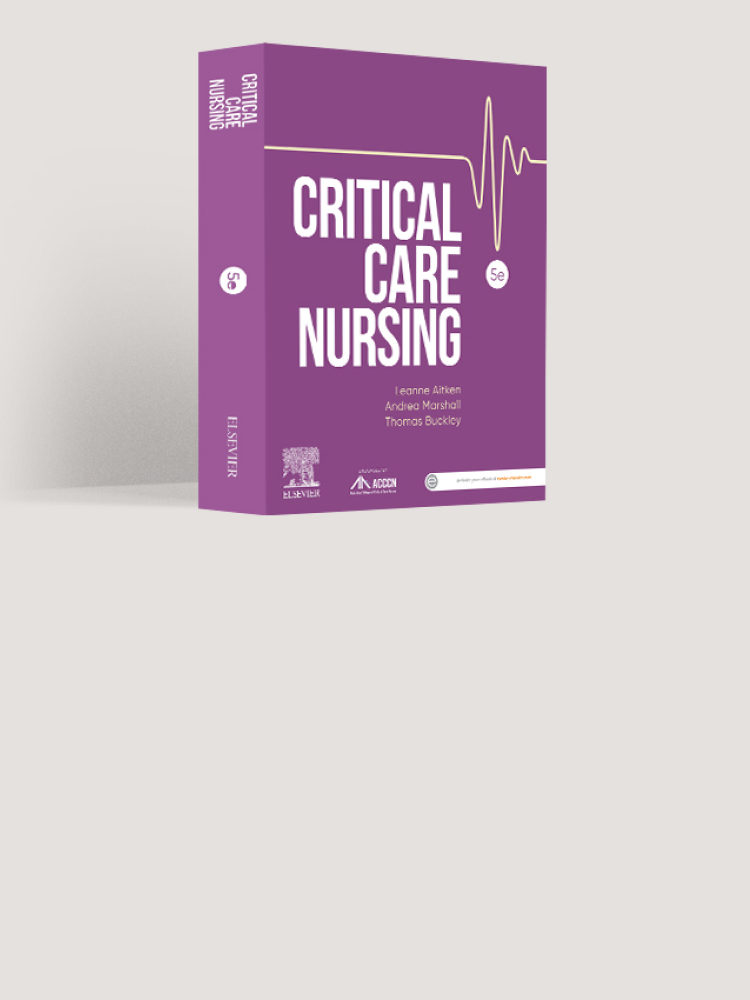 CRITICAL
CARE
NURSING
5e
ELSEVIER
CRITICAL
CARE
NURSING
5e
Leanne Aitken
Andrea Marshall
Thomas Buckley
ELSEVIER
ACCCN